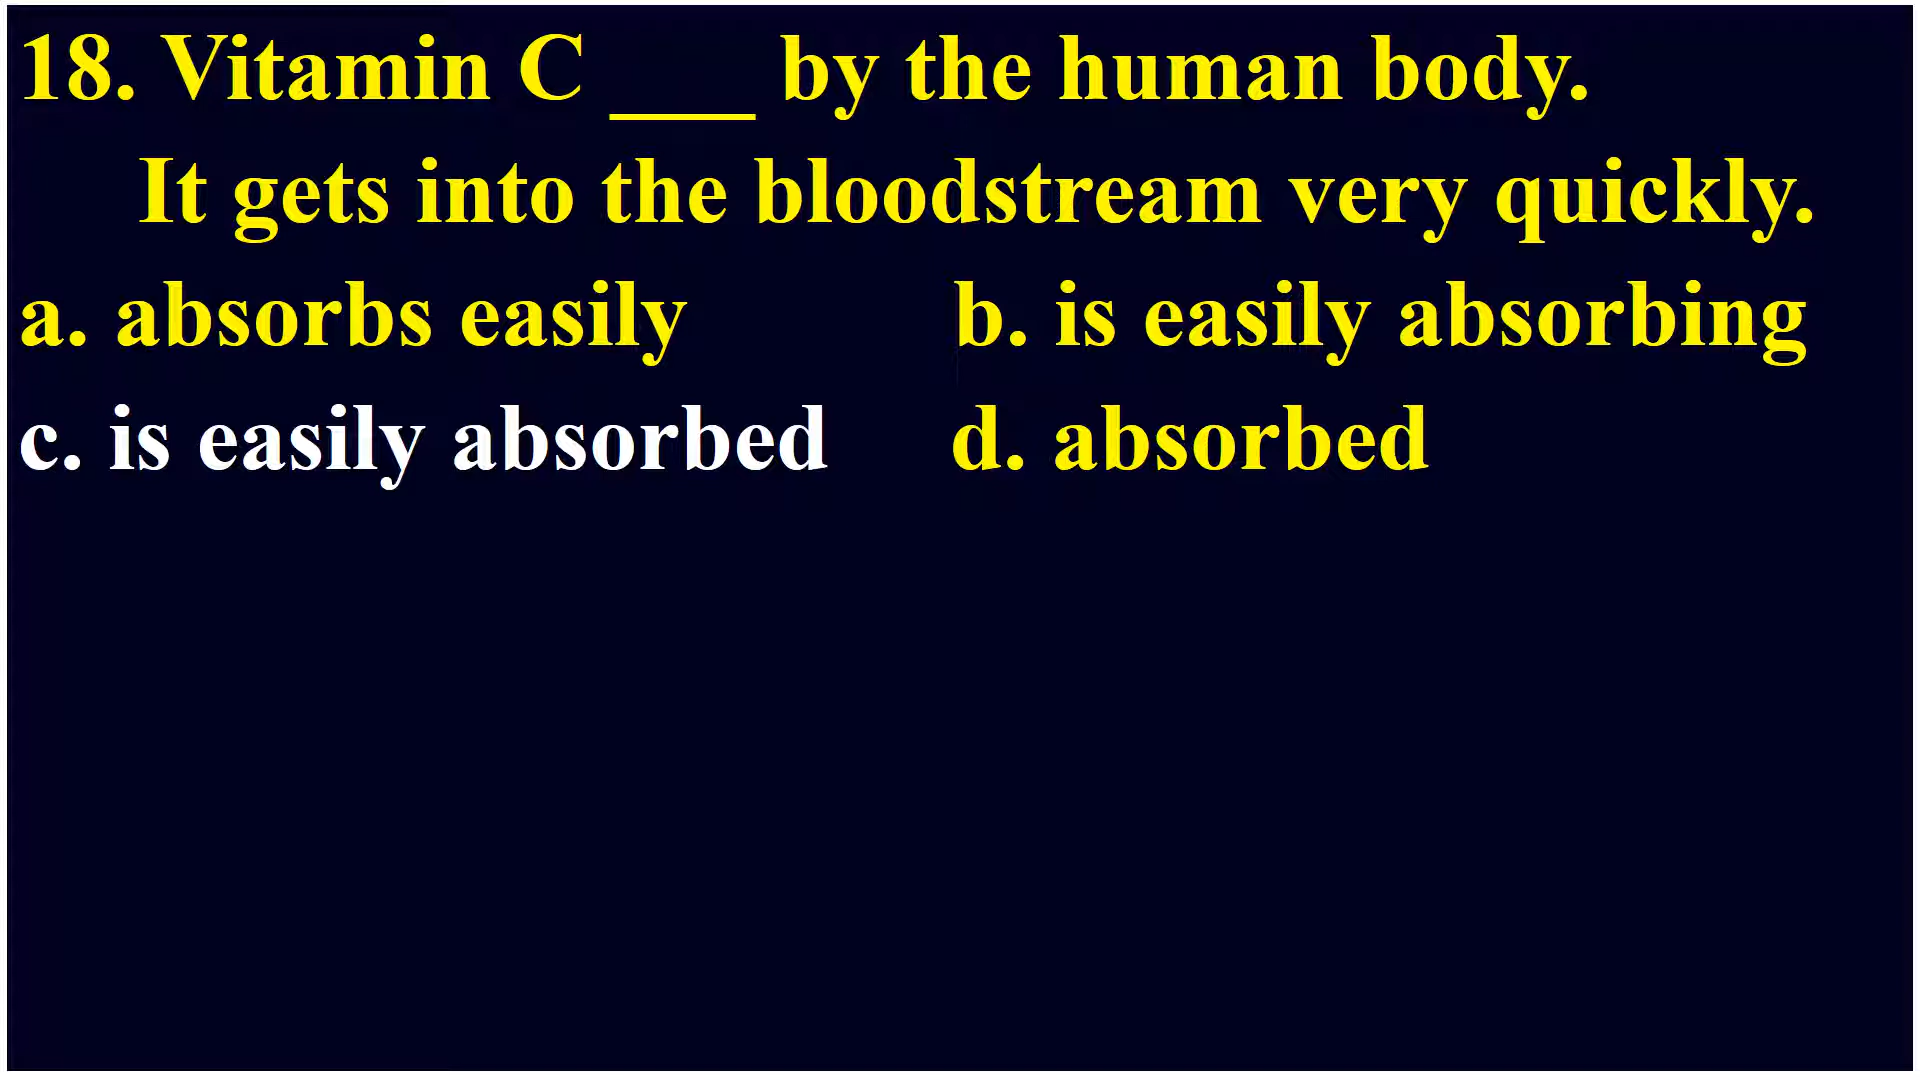 18. Vitamin C ___ by the human body.
It gets into the bloodstream very quickly.
a. absorbs easily b. is easily absorbing
c. is easily absorbed d. absorbed